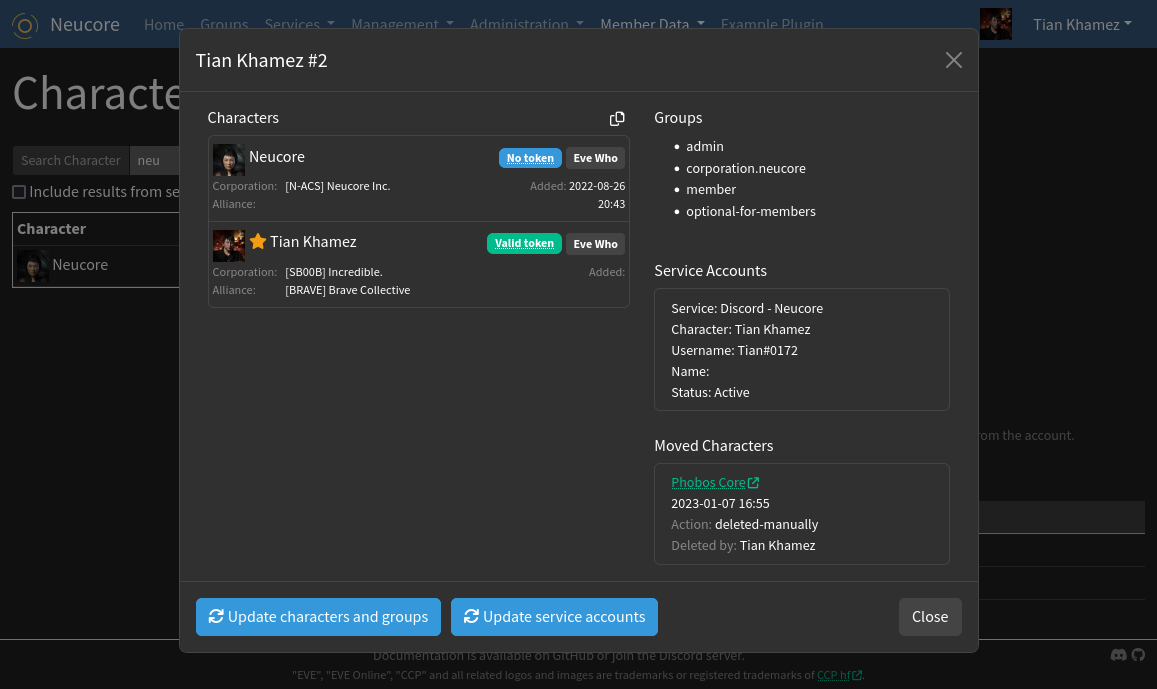 Neucore Home Groups Services Management Administration Member Data Example Plugin Tian Khamez
Tian Khamez #2
Characte
Search Character neu
Include results from se
Character
Neucore
Characters
Neucore No token Eve Who
Corporation: [N-ACS] Neucore Inc. Added: 2022-08-26
Alliance: 20:43
Tian Khamez Valid token Eve Who
Corporation: [SB00B] Incredible. Added:
Alliance: [BRAVE] Brave Collective
Groups
admin
corporation.neucore
member
optional-for-members
Service Accounts
Service: Discord - Neucore
Character: Tian Khamez
Username: Tian#0172
Name:
Status: Active
Moved Characters
Phobos Core
2023-01-07 16:55
Action: deleted-manually
Deleted by: Tian Khamez
om the account.
Update characters and groups Update service accounts Close
Documentation is available on GitHub or join the Discord server.
"EVE", "EVE Online", "CCP" and all related logos and images are trademarks or registered trademarks of CCP hf.